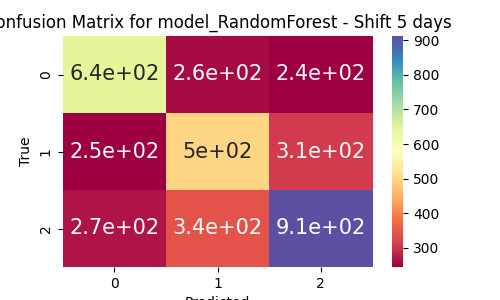 onfusion Matrix for model_RandomForest - Shift 5 days
0 6.4e+02 2.6e+02 2.4e+02
1 2.5e+02 5e+02 3.1e+02
2 2.7e+02 3.4e+02 9.1e+02
True
0 1 2
Predicted
900
800
700
600
500
400
300